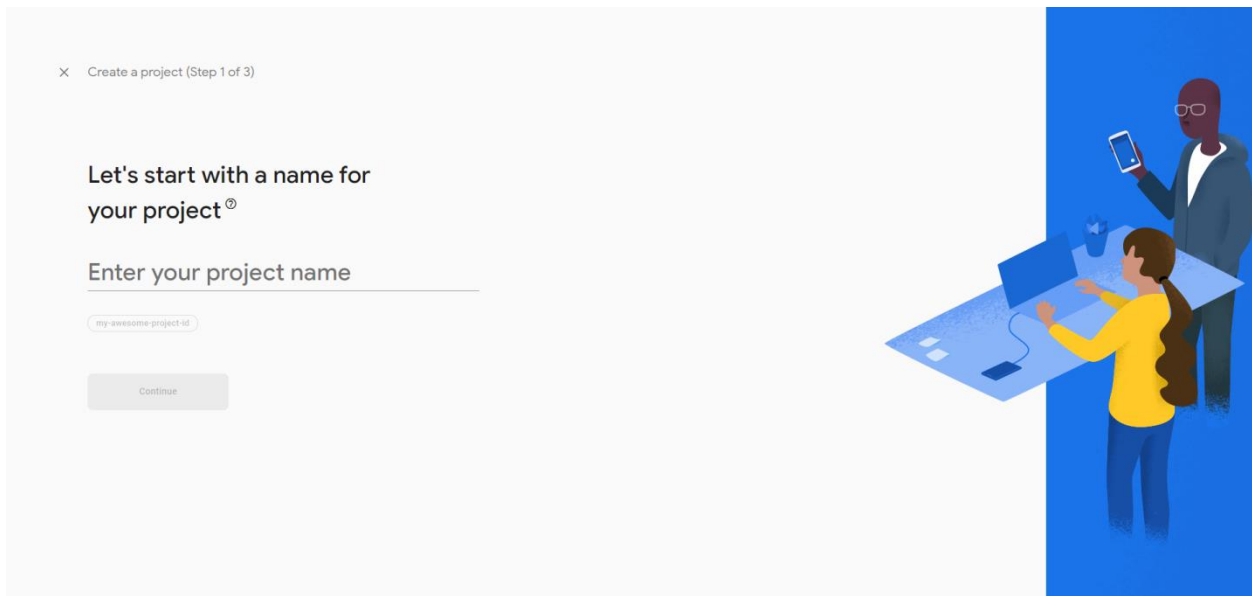 Create a project (Step 1 of 3)
Let's start with a name for
your project
Enter your project name
my-awesome-project-id
Continue